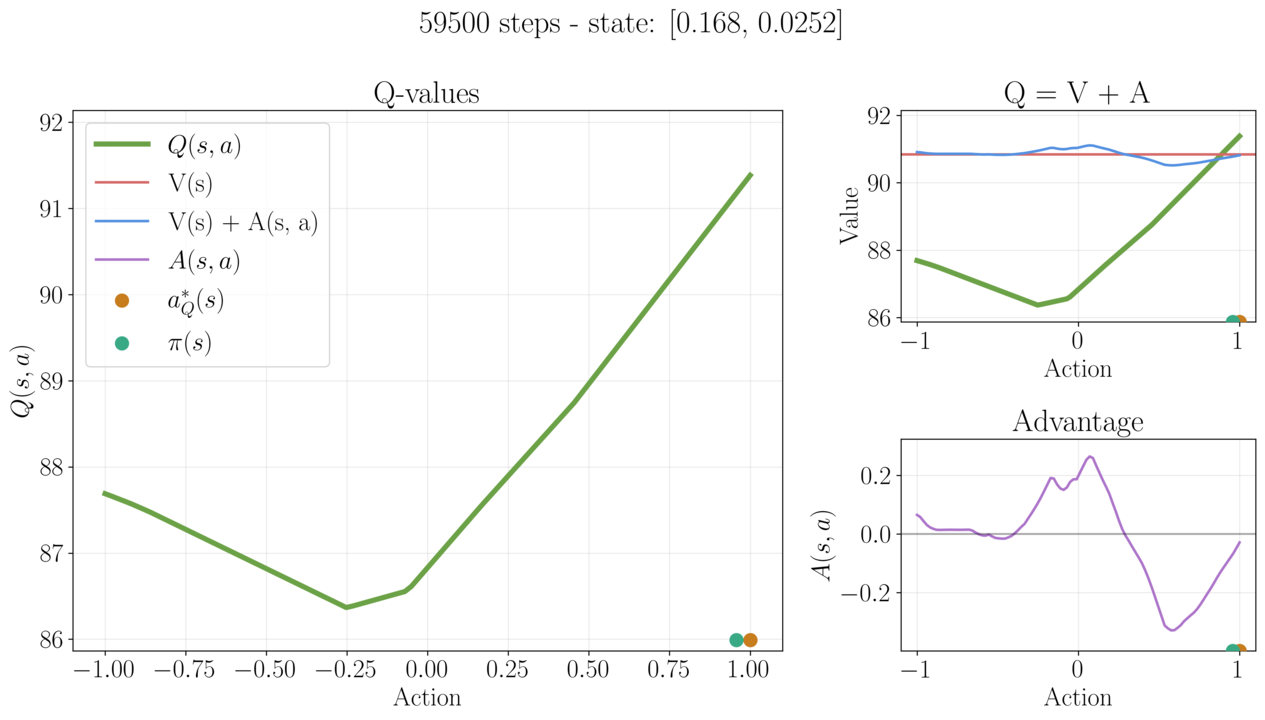 59500 steps - state: [0.168, 0.0252]
Q-values
Q(s, a)
92
91
90
89
88
87
86
Q(s, a)
V(s)
V(s) + A(s, a)
A(s, a)
a*_Q(s)
π(s)
−1.00 −0.75 −0.50 −0.25 0.00 0.25 0.50 0.75 1.00
Action
Q = V + A
Value
92
90
88
86
−1 0 1
Action
Advantage
A(s, a)
0.2
0.0
−0.2
−1 0 1
Action